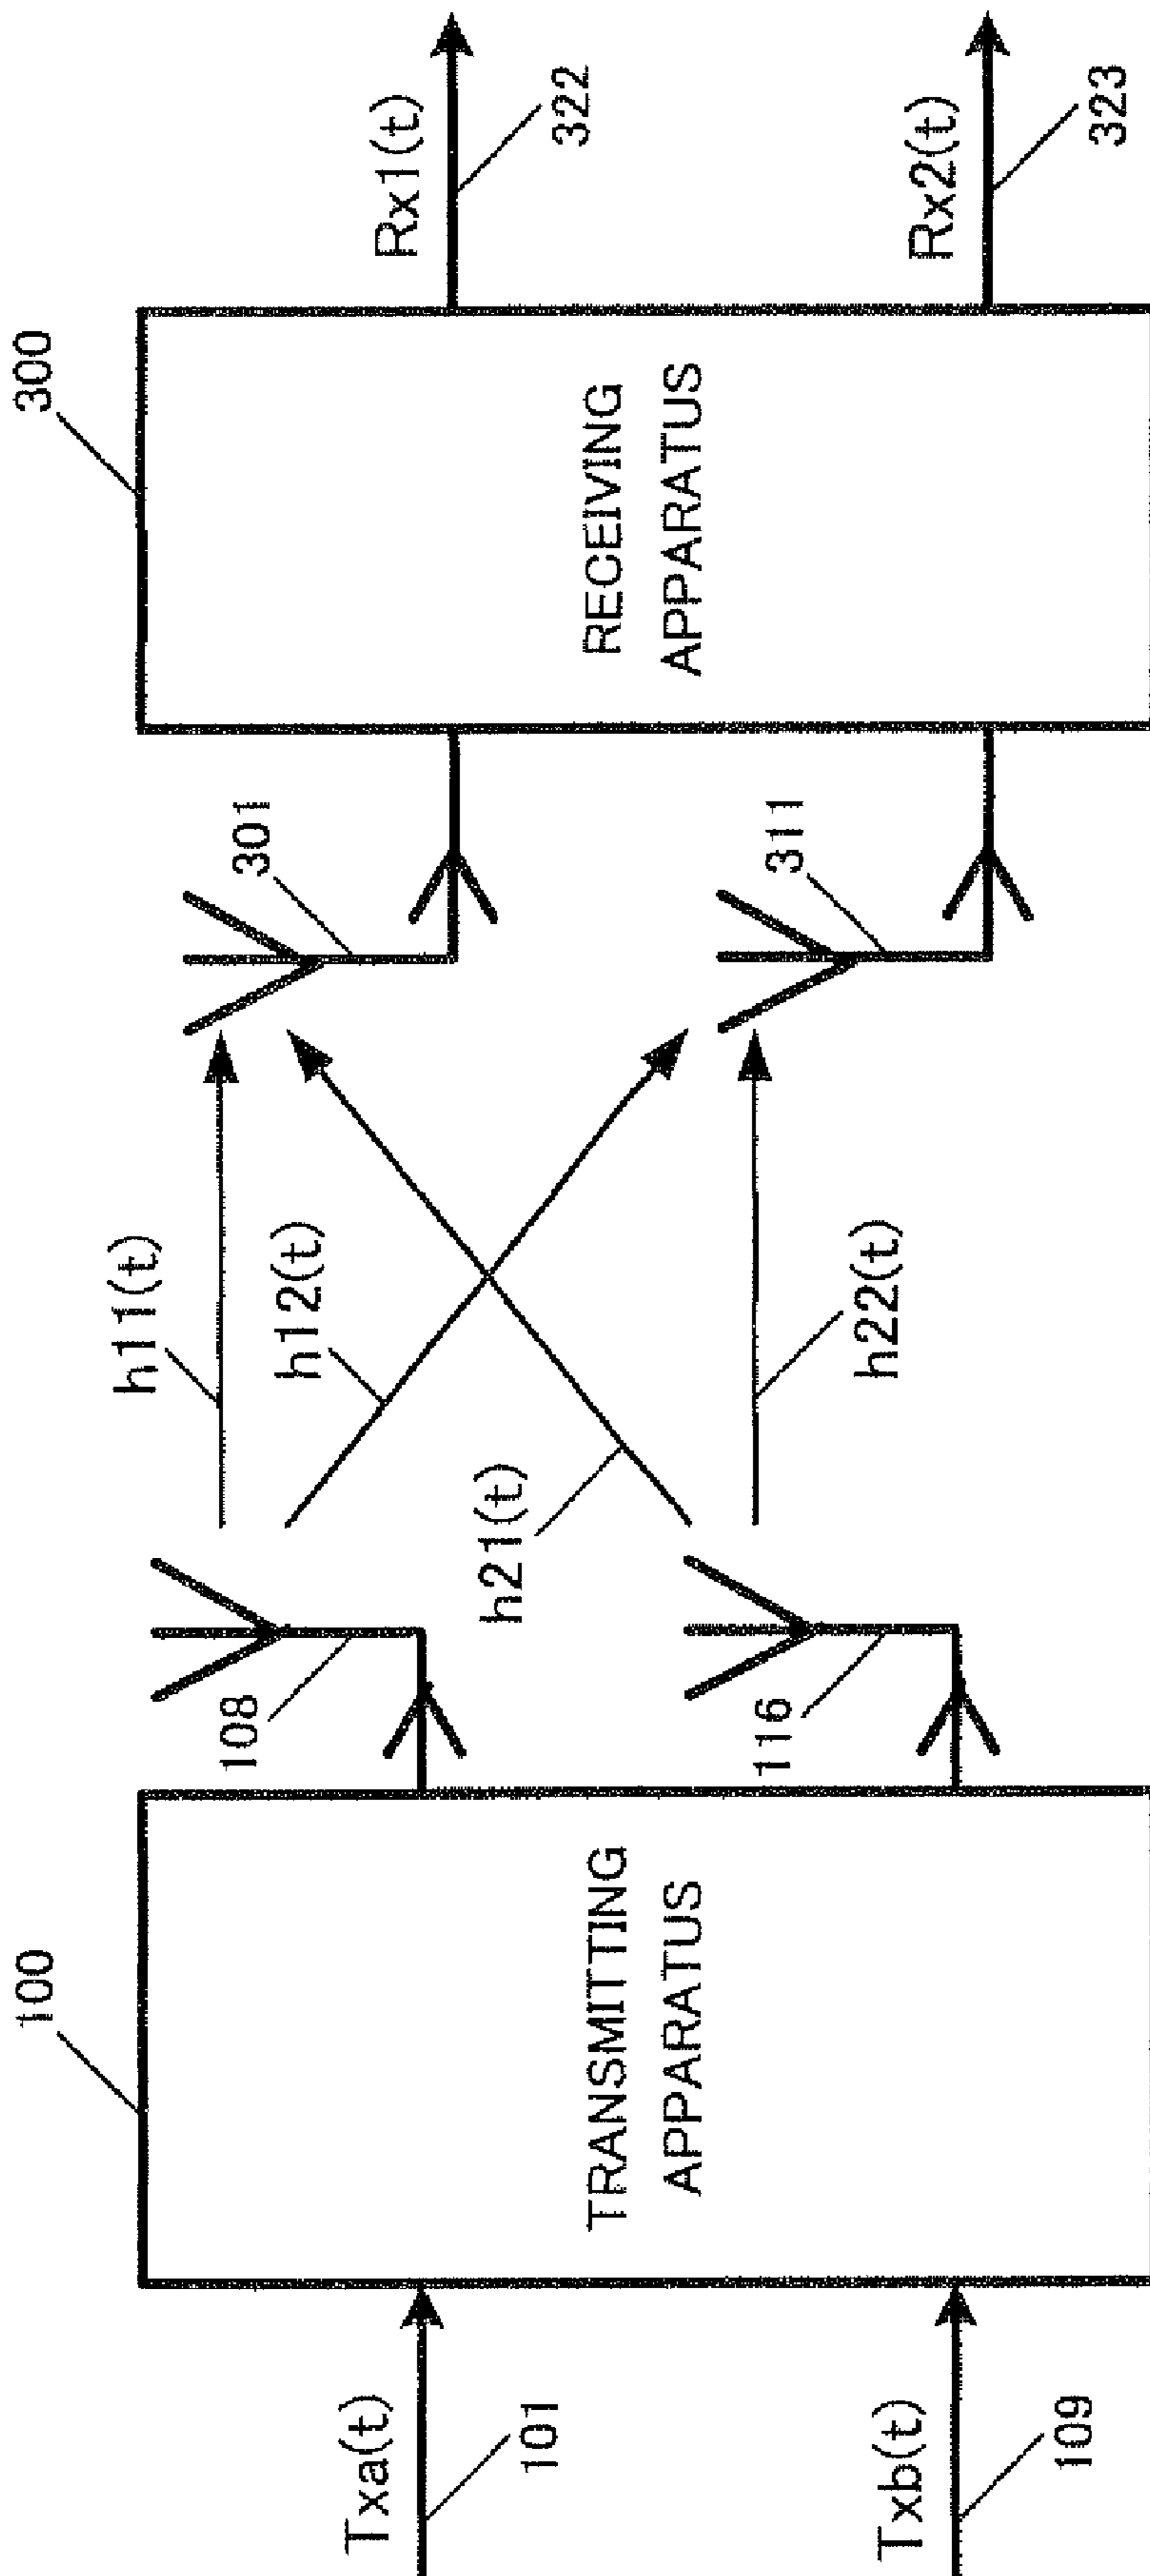 100
300
Txa(t)
101
Txb(t)
109
TRANSMITTING
APPARATUS
108
116
h11(t)
h12(t)
h21(t)
h22(t)
301
311
RECEIVING
APPARATUS
Rx1(t)
322
Rx2(t)
323